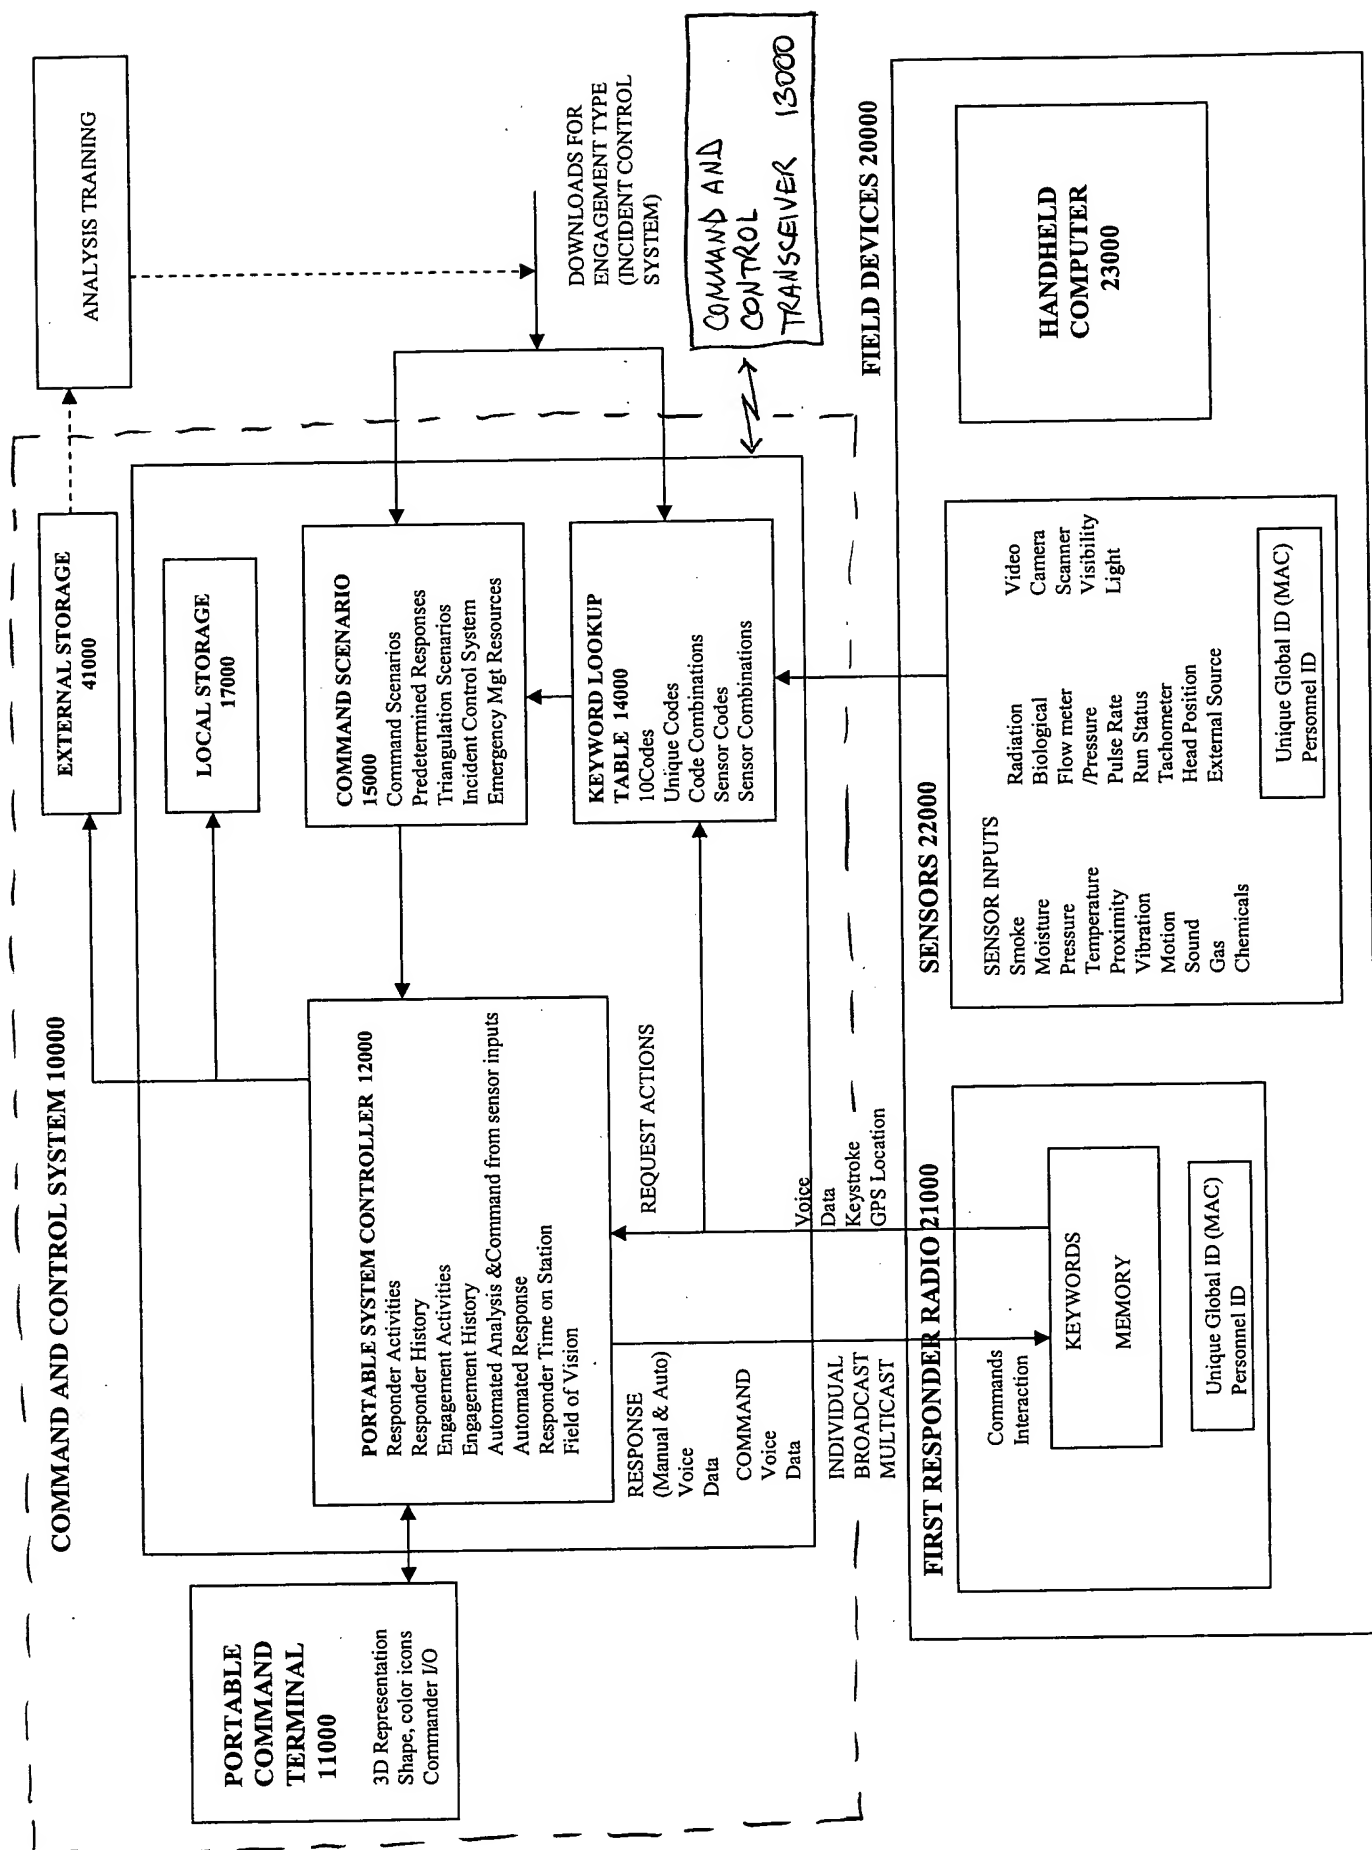 COMMAND AND CONTROL SYSTEM 10000
PORTABLE
COMMAND
TERMINAL
11000
3D Representation
Shape, color icons
Commander I/O
PORTABLE SYSTEM CONTROLLER 12000
Responder Activities
Responder History
Engagement Activities
Engagement History
Automated Analysis &Command from sensor inputs
Automated Response
Responder Time on Station
Field of Vision
EXTERNAL STORAGE
41000
LOCAL STORAGE
17000
ANALYSIS TRAINING
COMMAND SCENARIO
15000
Command Scenarios
Predetermined Responses
Triangulation Scenarios
Incident Control System
Emergency Mgt Resources
KEYWORD LOOKUP
TABLE 14000
10Codes
Unique Codes
Code Combinations
Sensor Codes
Sensor Combinations
DOWNLOADS FOR
ENGAGEMENT TYPE
(INCIDENT CONTROL
SYSTEM)
COMMAND AND
CONTROL
TRANSCEIVER 13000
RESPONSE
(Manual & Auto)
Voice
Data
COMMAND
Voice
Data
INDIVIDUAL
BROADCAST
MULTICAST
REQUEST ACTIONS
Voice
Data
Keystroke
GPS Location
FIELD DEVICES 20000
FIRST RESPONDER RADIO 21000
Commands
Interaction
KEYWORDS
MEMORY
Unique Global ID (MAC)
Personnel ID
SENSORS 22000
SENSOR INPUTS
Smoke
Moisture
Pressure
Temperature
Proximity
Vibration
Motion
Sound
Gas
Chemicals
Radiation
Biological
Flow meter
/Pressure
Pulse Rate
Run Status
Tachometer
Head Position
External Source
Video
Camera
Scanner
Visibility
Light
Unique Global ID (MAC)
Personnel ID
HANDHELD
COMPUTER
23000